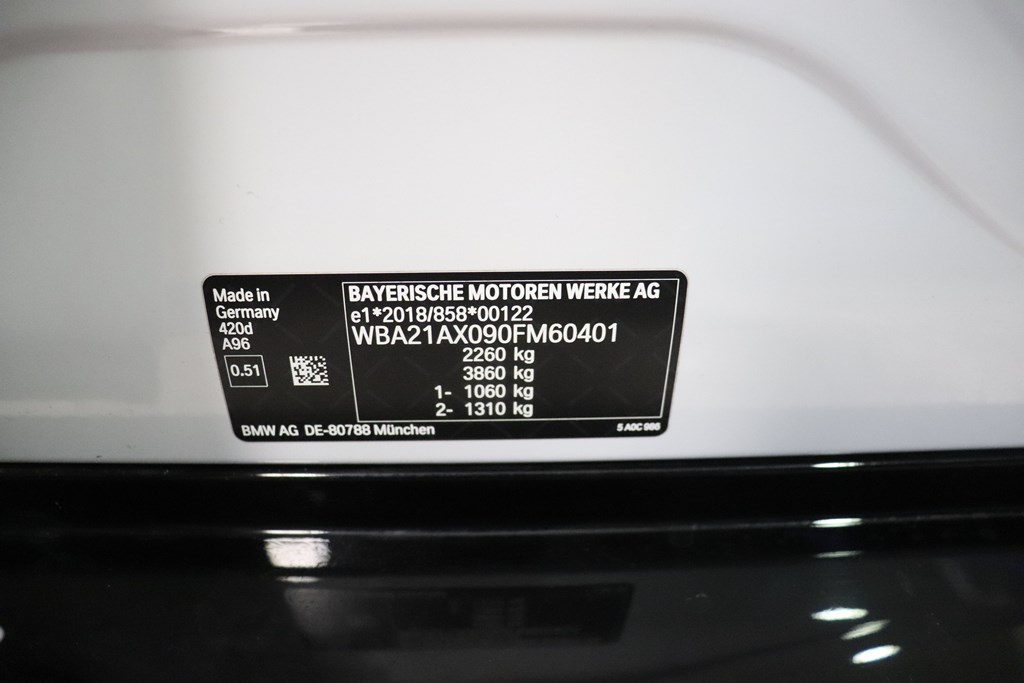 Made in
Germany
420d
A96
0.51
BAYERISCHE MOTOREN WERKE AG
e1*2018/858*00122
WBA21AX090FM60401
2260 kg
3860 kg
1- 1060 kg
2- 1310 kg
BMW AG DE-80788 München
5 A0C 986